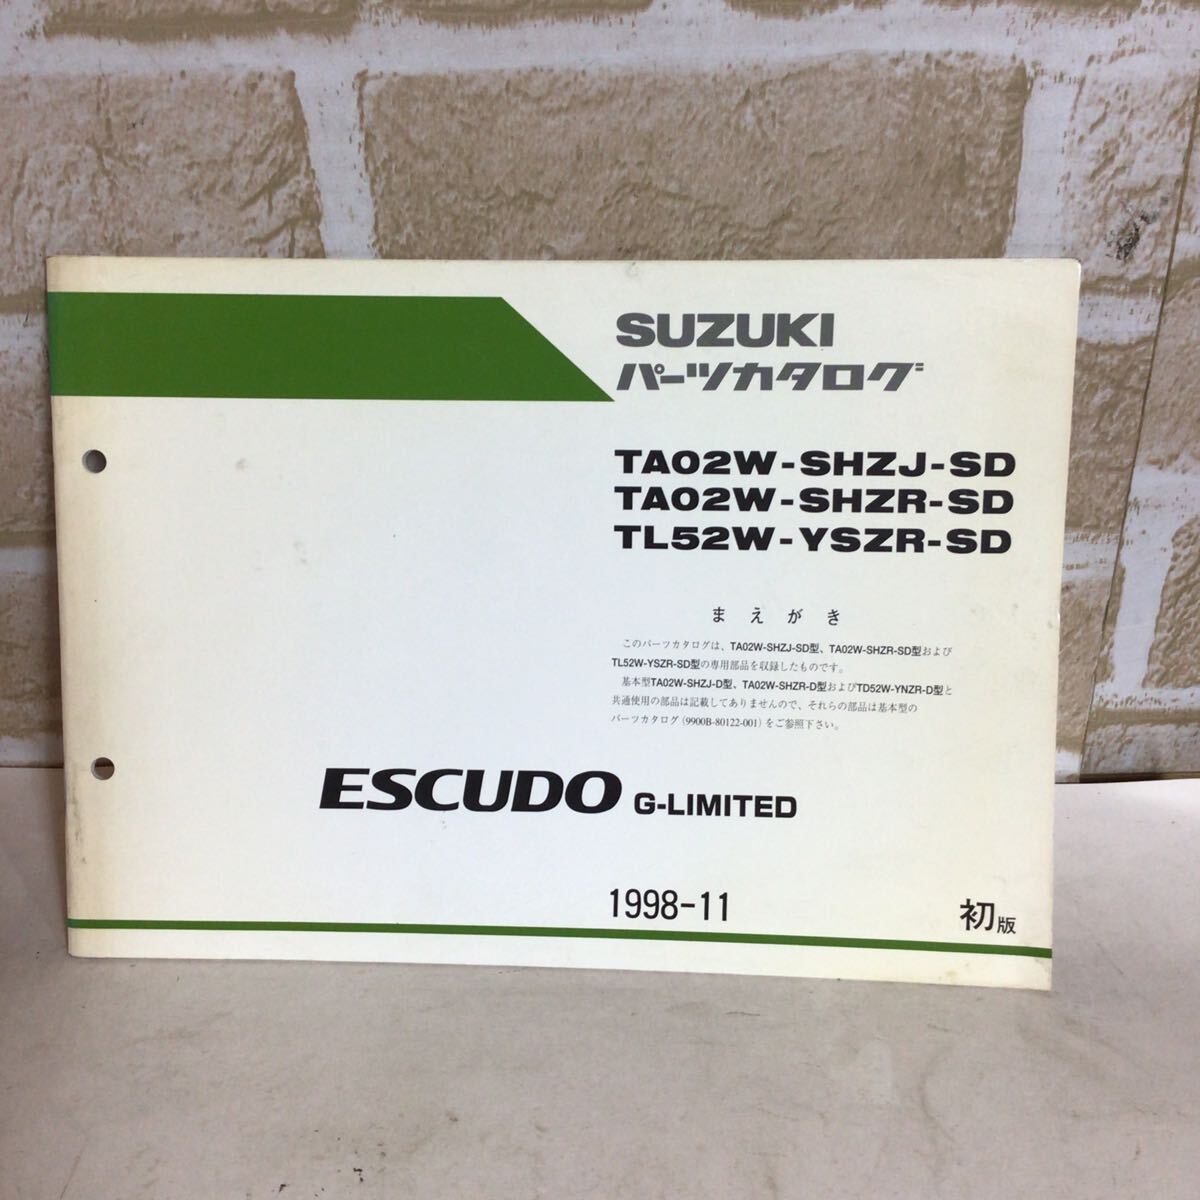 SUZUKI
パーツカタログ
TA02W-SHZJ-SD
TA02W-SHZR-SD
TL52W-YSZR-SD
まえがき
このパーツカタログは、TA02W-SHZJ-SD型、TA02W-SHZR-SD型および
TL52W-YSZR-SD型の専用部品を収録したものです。
基本型TA02W-SHZJ-D型、TA02W-SHZR-D型およびTD52W-YNZR-D型と
共通使用の部品は記載してありませんので、それらの部品は基本型の
パーツカタログ（9900B-80122-001）をご参照下さい。
ESCUDO G-LIMITED
1998-11
初版